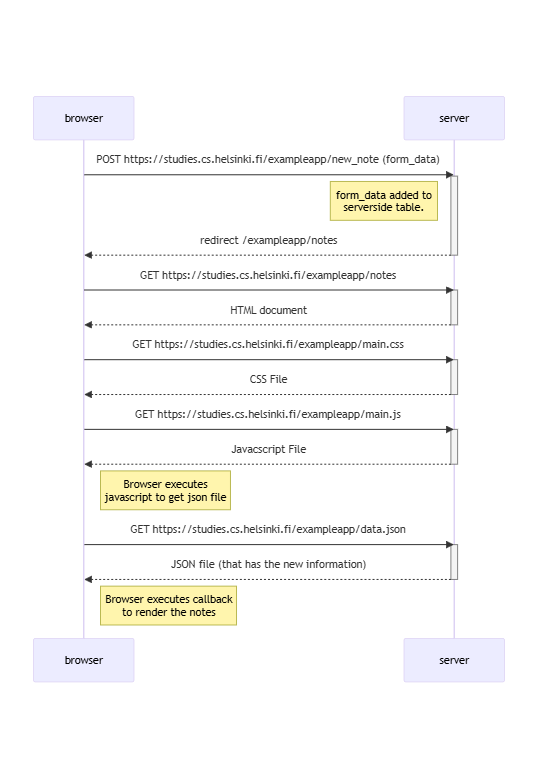 browser
server
POST https://studies.cs.helsinki.fi/exampleapp/new_note (form_data)
form_data added to
serverside table.
redirect /exampleapp/notes
GET https://studies.cs.helsinki.fi/exampleapp/notes
HTML document
GET https://studies.cs.helsinki.fi/exampleapp/main.css
CSS File
GET https://studies.cs.helsinki.fi/exampleapp/main.js
Javacscript File
Browser executes
javascript to get json file
GET https://studies.cs.helsinki.fi/exampleapp/data.json
JSON file (that has the new information)
Browser executes callback
to render the notes
browser
server